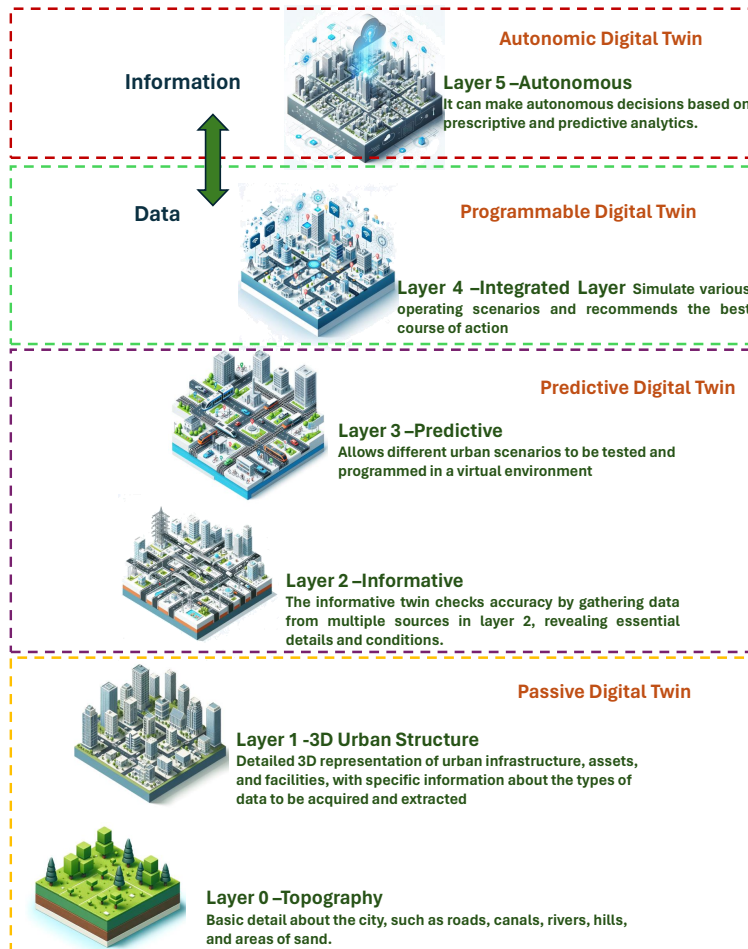 Autonomic Digital Twin
Information
Layer 5 –Autonomous
It can make autonomous decisions based on
prescriptive and predictive analytics.
Data
Programmable Digital Twin
Layer 4 –Integrated Layer Simulate various
operating scenarios and recommends the best
course of action
Predictive Digital Twin
Layer 3 –Predictive
Allows different urban scenarios to be tested and
programmed in a virtual environment
Layer 2 –Informative
The informative twin checks accuracy by gathering data
from multiple sources in layer 2, revealing essential
details and conditions.
Passive Digital Twin
Layer 1 -3D Urban Structure
Detailed 3D representation of urban infrastructure, assets,
and facilities, with specific information about the types of
data to be acquired and extracted
Layer 0 –Topography
Basic detail about the city, such as roads, canals, rivers, hills,
and areas of sand.